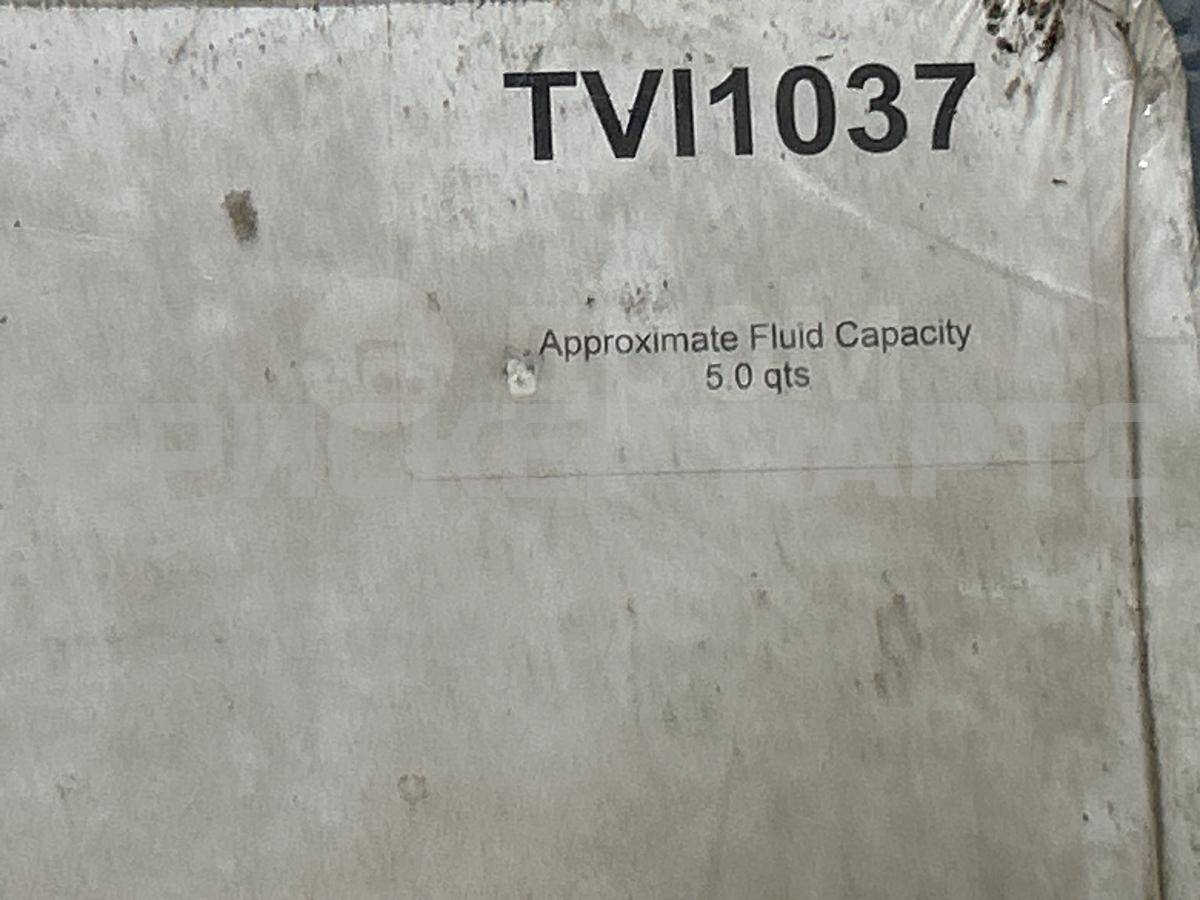 TVI1037
Approximate Fluid Capacity
5.0 qts